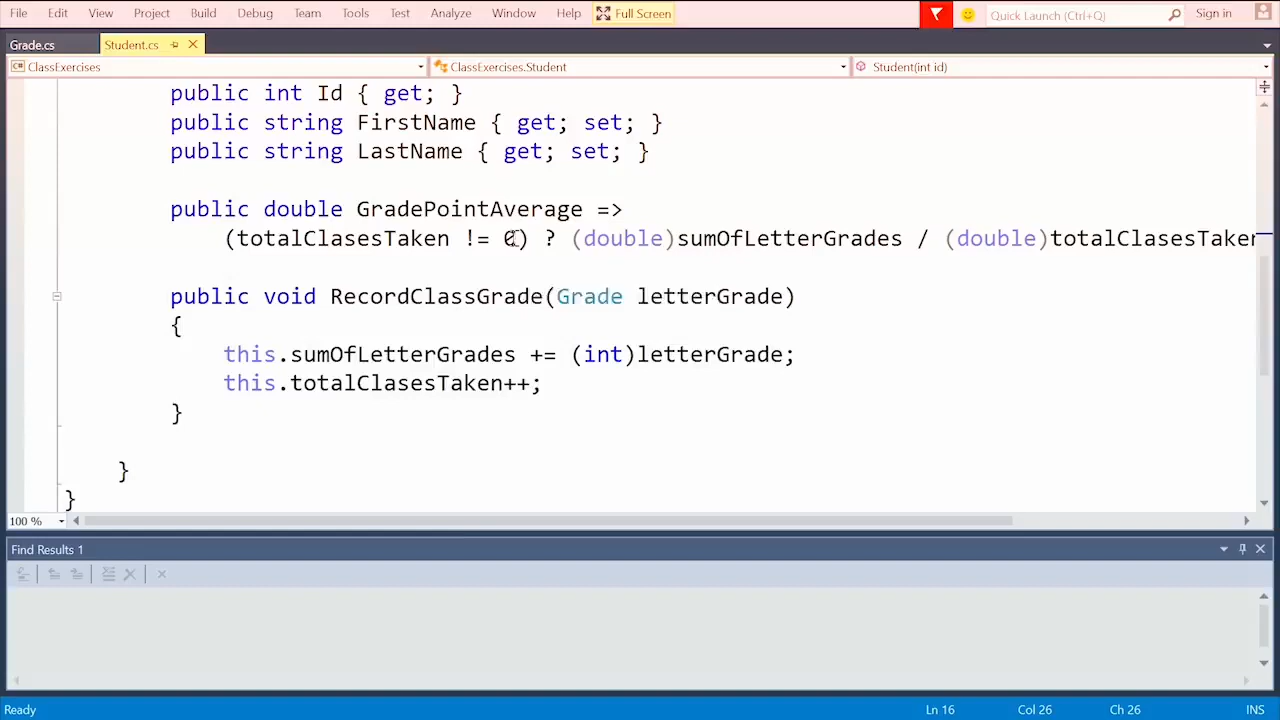 File Edit View Project Build Debug Team Tools Test Analyze Window Help Full Screen Quick Launch (Ctrl+Q) Sign in
Grade.cs Student.cs
C# ClassExercises ClassExercises.Student Student(int id)
public int Id { get; }
public string FirstName { get; set; }
public string LastName { get; set; }
public double GradePointAverage =>
(totalClasesTaken != 0) ? (double)sumOfLetterGrades / (double)totalClasesTaken
public void RecordClassGrade(Grade letterGrade)
{
this.sumOfLetterGrades += (int)letterGrade;
this.totalClasesTaken++;
}
}
}
100 %
Find Results 1
Ready Ln 16 Col 26 Ch 26 INS